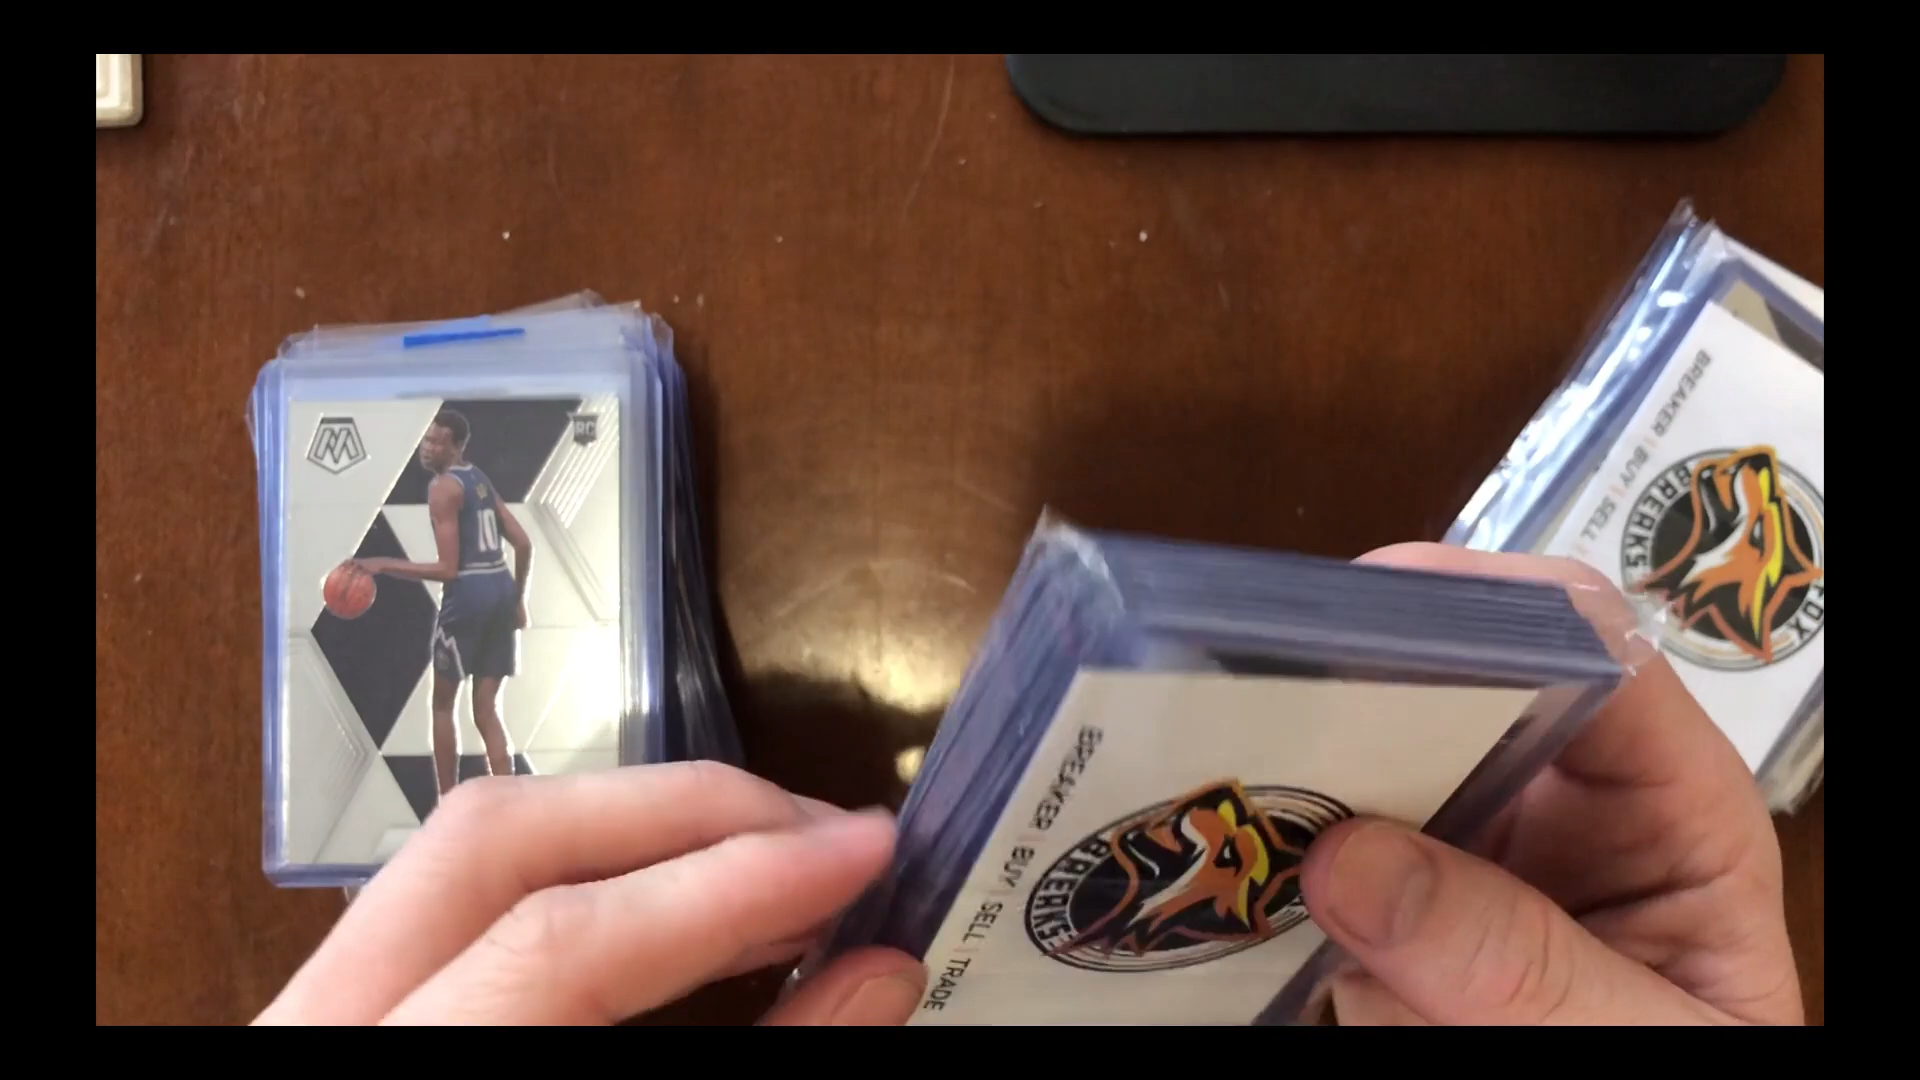 RC
10
BREAKER | BUY | SELL
BREAKS
FOX
BREAKER | BUY | SELL | TRADE
BREAKS